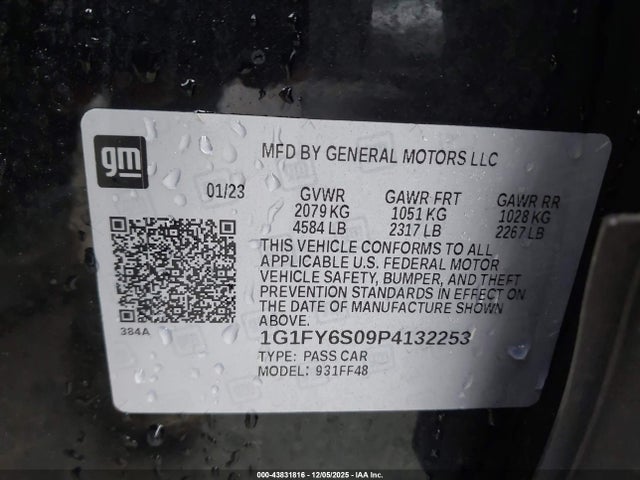 gm
MFD BY GENERAL MOTORS LLC
01/23 GVWR GAWR FRT GAWR RR
2079 KG 1051 KG 1028 KG
4584 LB 2317 LB 2267 LB
THIS VEHICLE CONFORMS TO ALL
APPLICABLE U.S. FEDERAL MOTOR
VEHICLE SAFETY, BUMPER, AND THEFT
PREVENTION STANDARDS IN EFFECT ON
THE DATE OF MANUFACTURE SHOWN
ABOVE.
384A
1G1FY6S09P4132253
TYPE: PASS CAR
MODEL: 931FF48
000-43831816 - 12/05/2025 - IAA Inc.